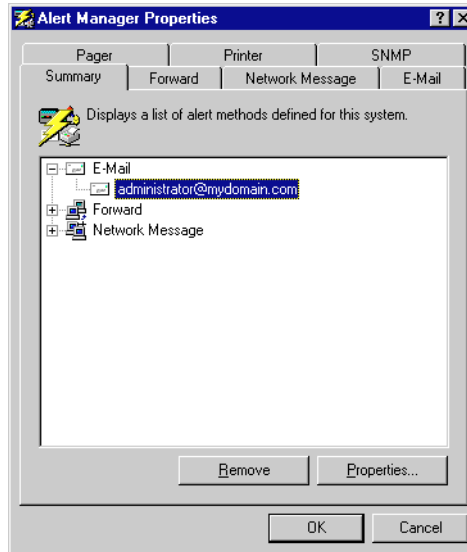 Alert Manager Properties
Pager Printer SNMP
Summary Forward Network Message E-Mail
Displays a list of alert methods defined for this system.
E-Mail
administrator@mydomain.com
Forward
Network Message
Remove Properties...
OK Cancel